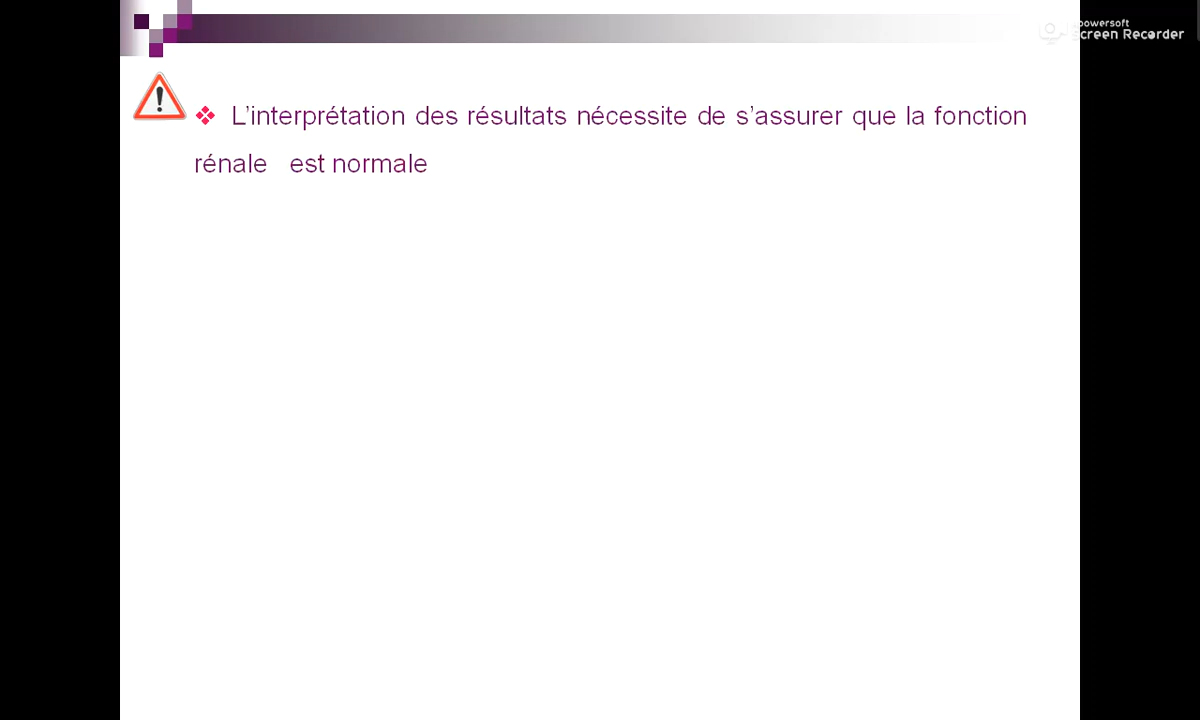 powersoft
Screen Recorder
❖ L’interprétation des résultats nécessite de s’assurer que la fonction
rénale est normale